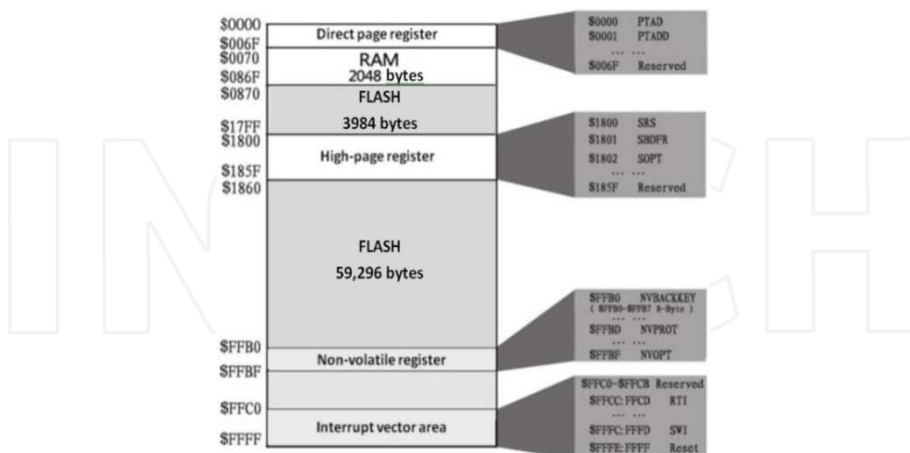 $0000
$006F
$0070
$086F
$0870
$17FF
$1800
$185F
$1860
$FFB0
$FFBF
$FFC0
$FFFF
Direct page register
RAM
2048 bytes
FLASH
3984 bytes
High-page register
FLASH
59,296 bytes
Non-volatile register
Interrupt vector area
$0000 PTAD
$0001 PTADD
... ...
$006F Reserved
$1800 SRS
$1801 SBDFR
$1802 SOPT
... ...
$185F Reserved
$FFB0 NVBACKKEY
( $FFB0-$FFB7 8-Byte )
... ...
$FFBD NVPROT
... ...
$FFBF NVOPT
$FFC0~$FFCB Reserved
$FFCC:FFCD RTI
... ...
$FFFC:FFFD SWI
$FFFE:FFFF Reset